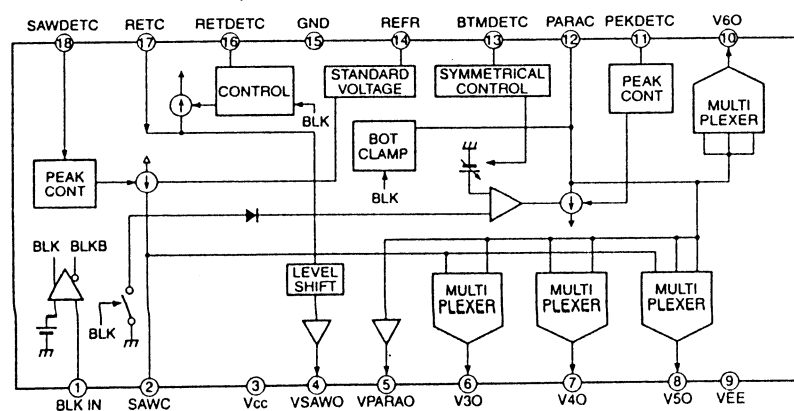 SAWDETC RETC RETDETC GND REFR BTMDETC PARAC PEKDETC V6O
18 17 16 15 14 13 12 11 10
CONTROL
STANDARD
VOLTAGE
SYMMETRICAL
CONTROL
PEAK
CONT
MULTI
PLEXER
BLK
BOT
CLAMP
BLK
PEAK
CONT
BLK BLKB
LEVEL
SHIFT
MULTI
PLEXER
MULTI
PLEXER
MULTI
PLEXER
BLK
1 2 3 4 5 6 7 8 9
BLK IN SAWC Vcc VSAWO VPARAO V3O V4O V5O VEE